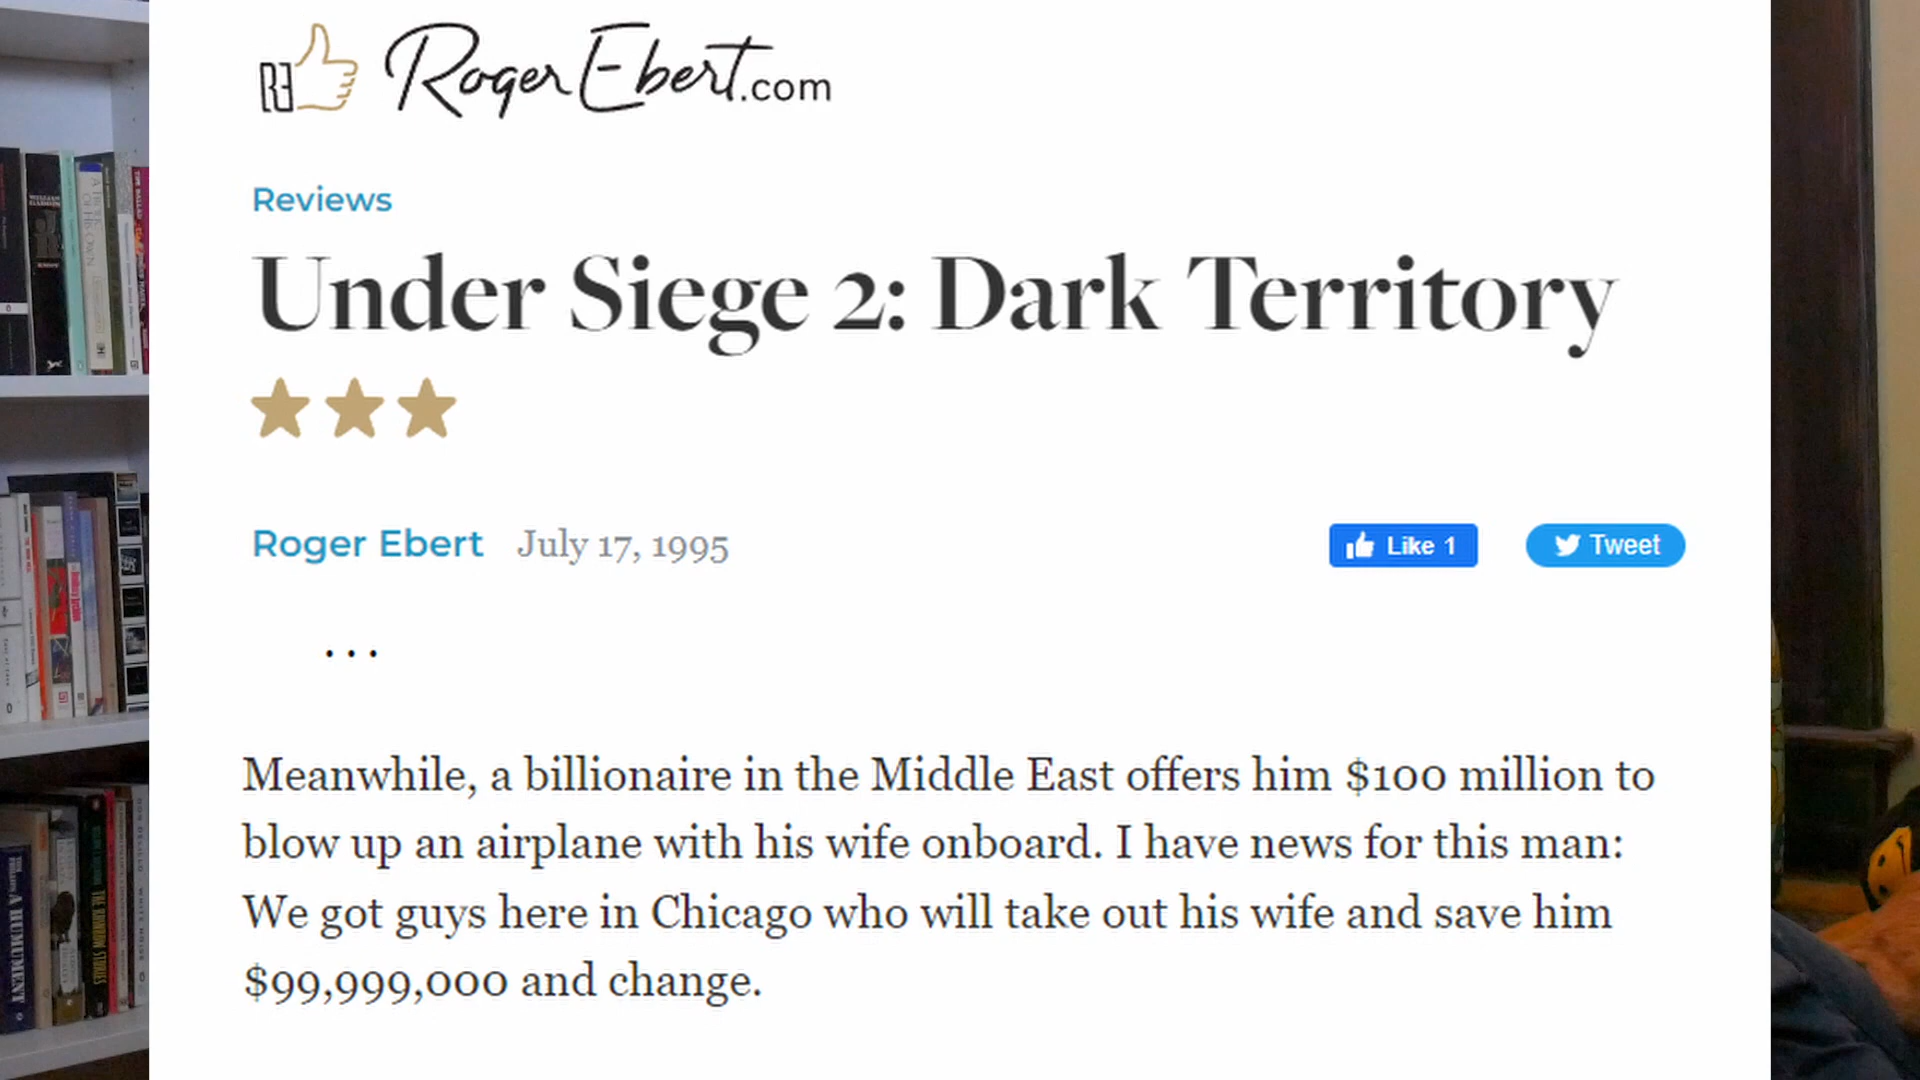 RogerEbert.com
Reviews
Under Siege 2: Dark Territory
Roger Ebert July 17, 1995
Like 1 Tweet
...
Meanwhile, a billionaire in the Middle East offers him $100 million to
blow up an airplane with his wife onboard. I have news for this man:
We got guys here in Chicago who will take out his wife and save him
$99,999,000 and change.
A HUMUMENT